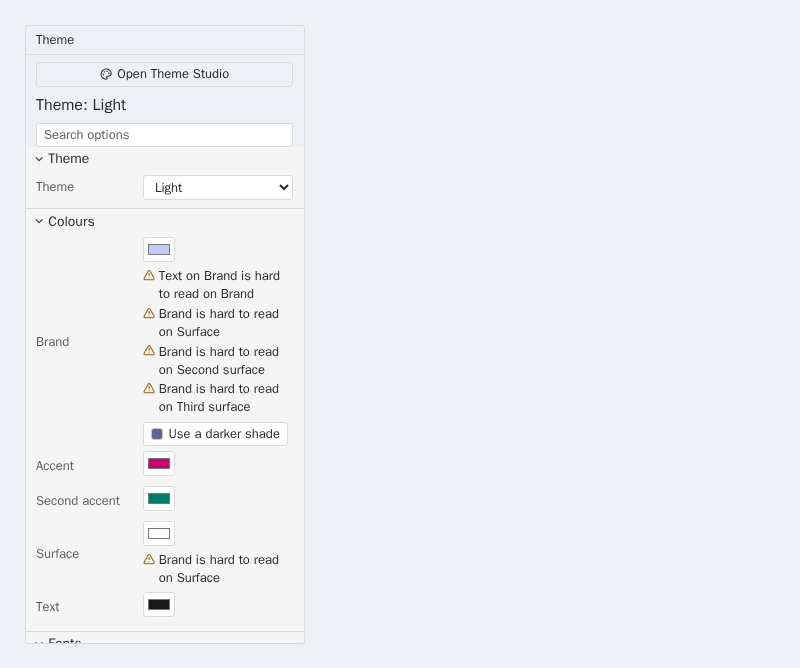 Theme
Open Theme Studio
Theme: Light
Search options
Theme
Theme
Light
Colours
Brand
Text on Brand is hard
to read on Brand
Brand is hard to read
on Surface
Brand is hard to read
on Second surface
Brand is hard to read
on Third surface
Use a darker shade
Accent
Second accent
Surface
Brand is hard to read
on Surface
Text
Fonts